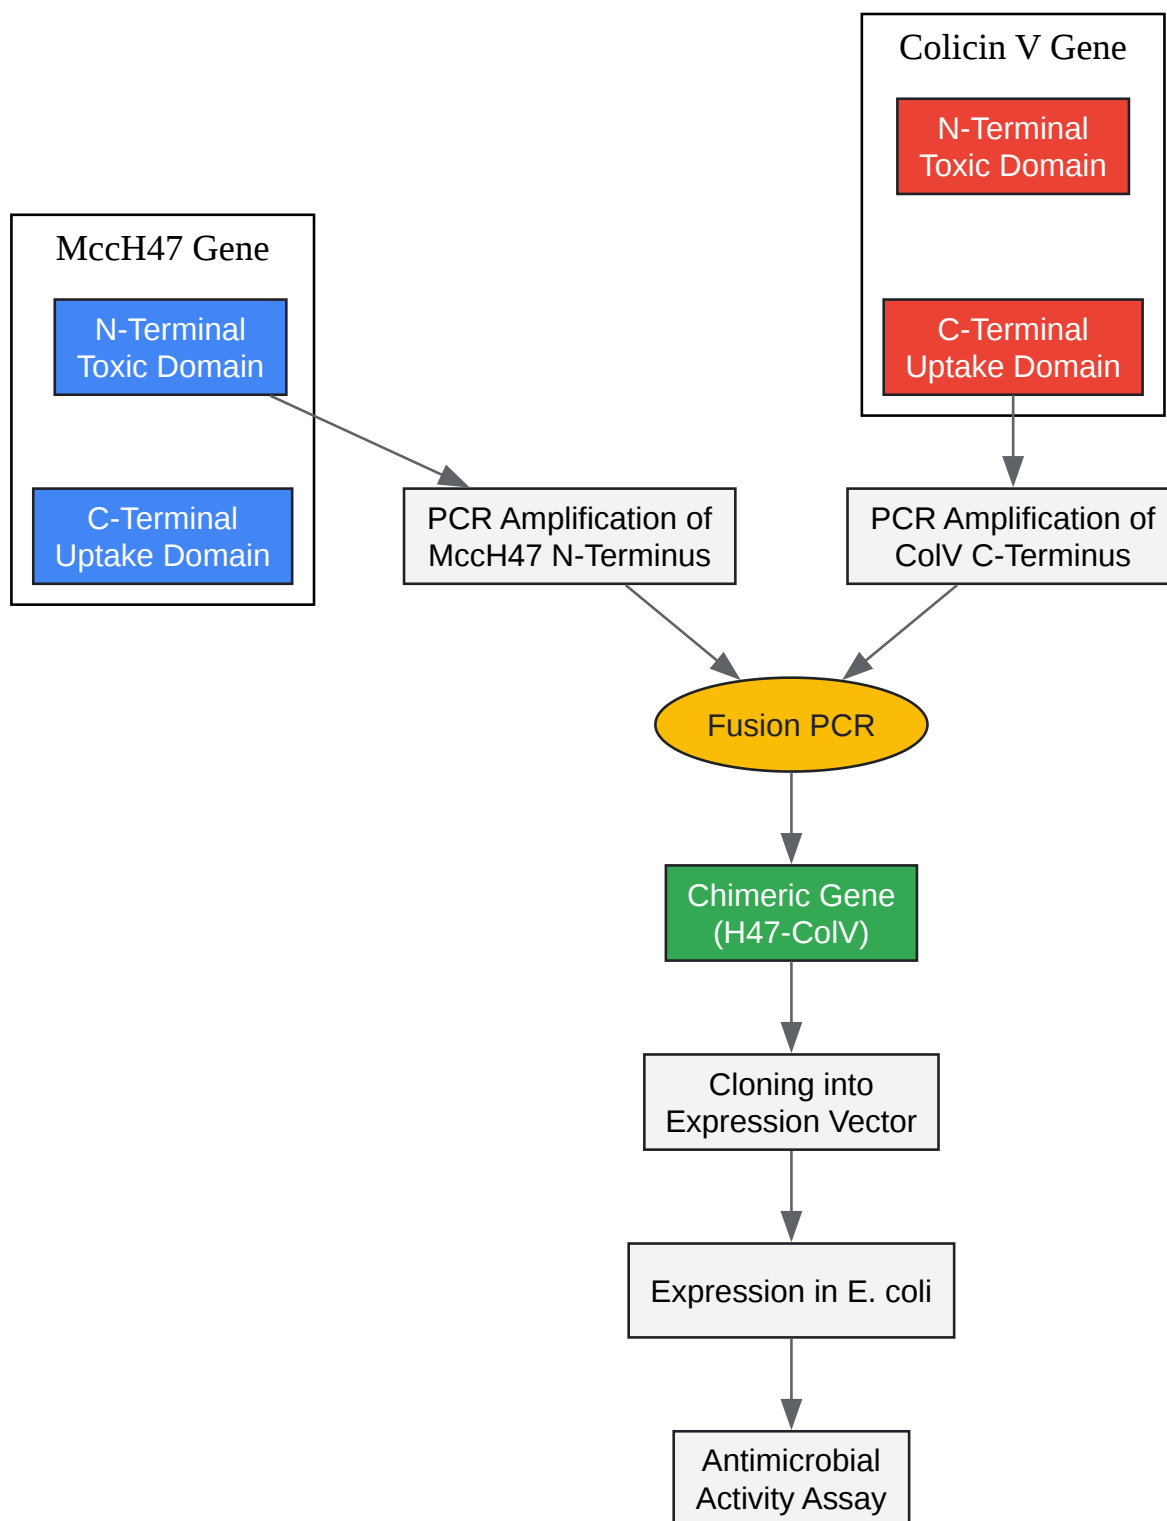 Colicin V Gene
N-Terminal
Toxic Domain
MccH47 Gene
N-Terminal
Toxic Domain
C-Terminal
Uptake Domain
C-Terminal
Uptake Domain
PCR Amplification of
MccH47 N-Terminus
PCR Amplification of
ColV C-Terminus
Fusion PCR
Chimeric Gene
(H47-ColV)
Cloning into
Expression Vector
Expression in E. coli
Antimicrobial
Activity Assay